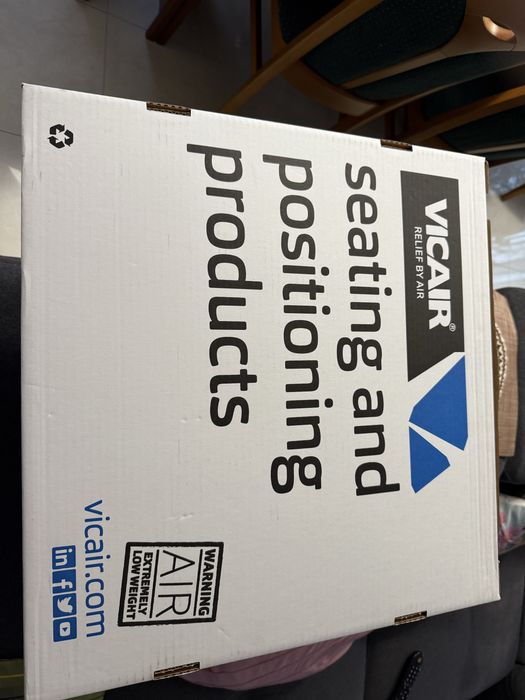 VICAIR®
RELIEF BY AIR
seating and
positioning
products
WARNING
AIR
EXTREMELY
LOW WEIGHT
vicair.com